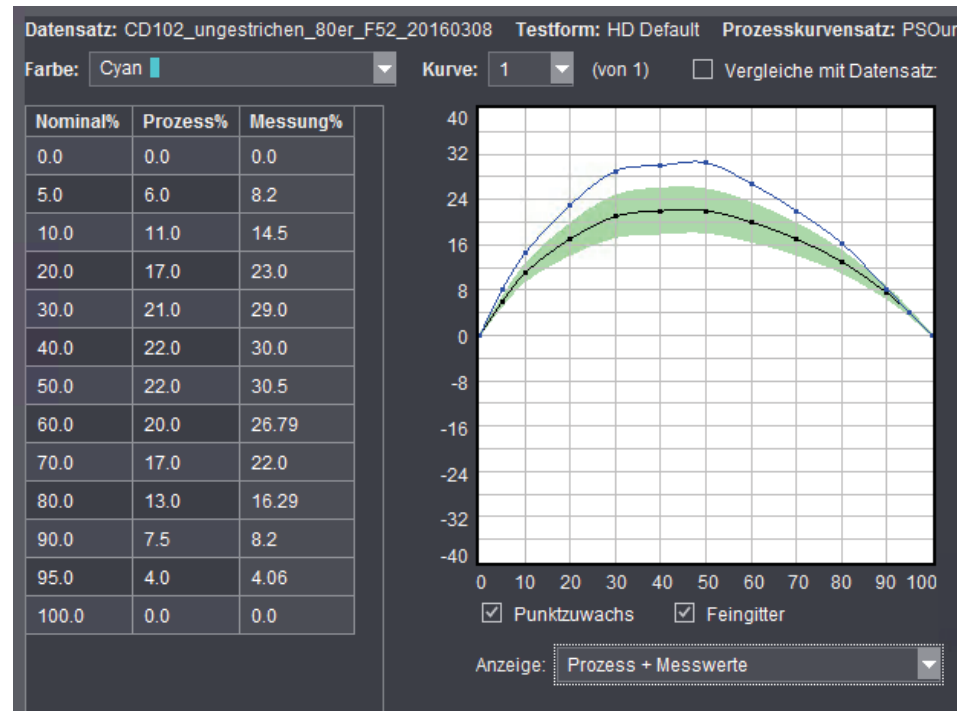 Datensatz: CD102_ungestrichen_80er_F52_20160308 Testform: HD Default Prozesskurvensatz: PSOur
Farbe: Cyan Kurve: 1 (von 1) Vergleiche mit Datensatz:
Nominal% Prozess% Messung%
0.0 0.0 0.0
5.0 6.0 8.2
10.0 11.0 14.5
20.0 17.0 23.0
30.0 21.0 29.0
40.0 22.0 30.0
50.0 22.0 30.5
60.0 20.0 26.79
70.0 17.0 22.0
80.0 13.0 16.29
90.0 7.5 8.2
95.0 4.0 4.06
100.0 0.0 0.0
40
32
24
16
8
0
-8
-16
-24
-32
-40
0 10 20 30 40 50 60 70 80 90 100
Punktzuwachs Feingitter
Anzeige: Prozess + Messwerte